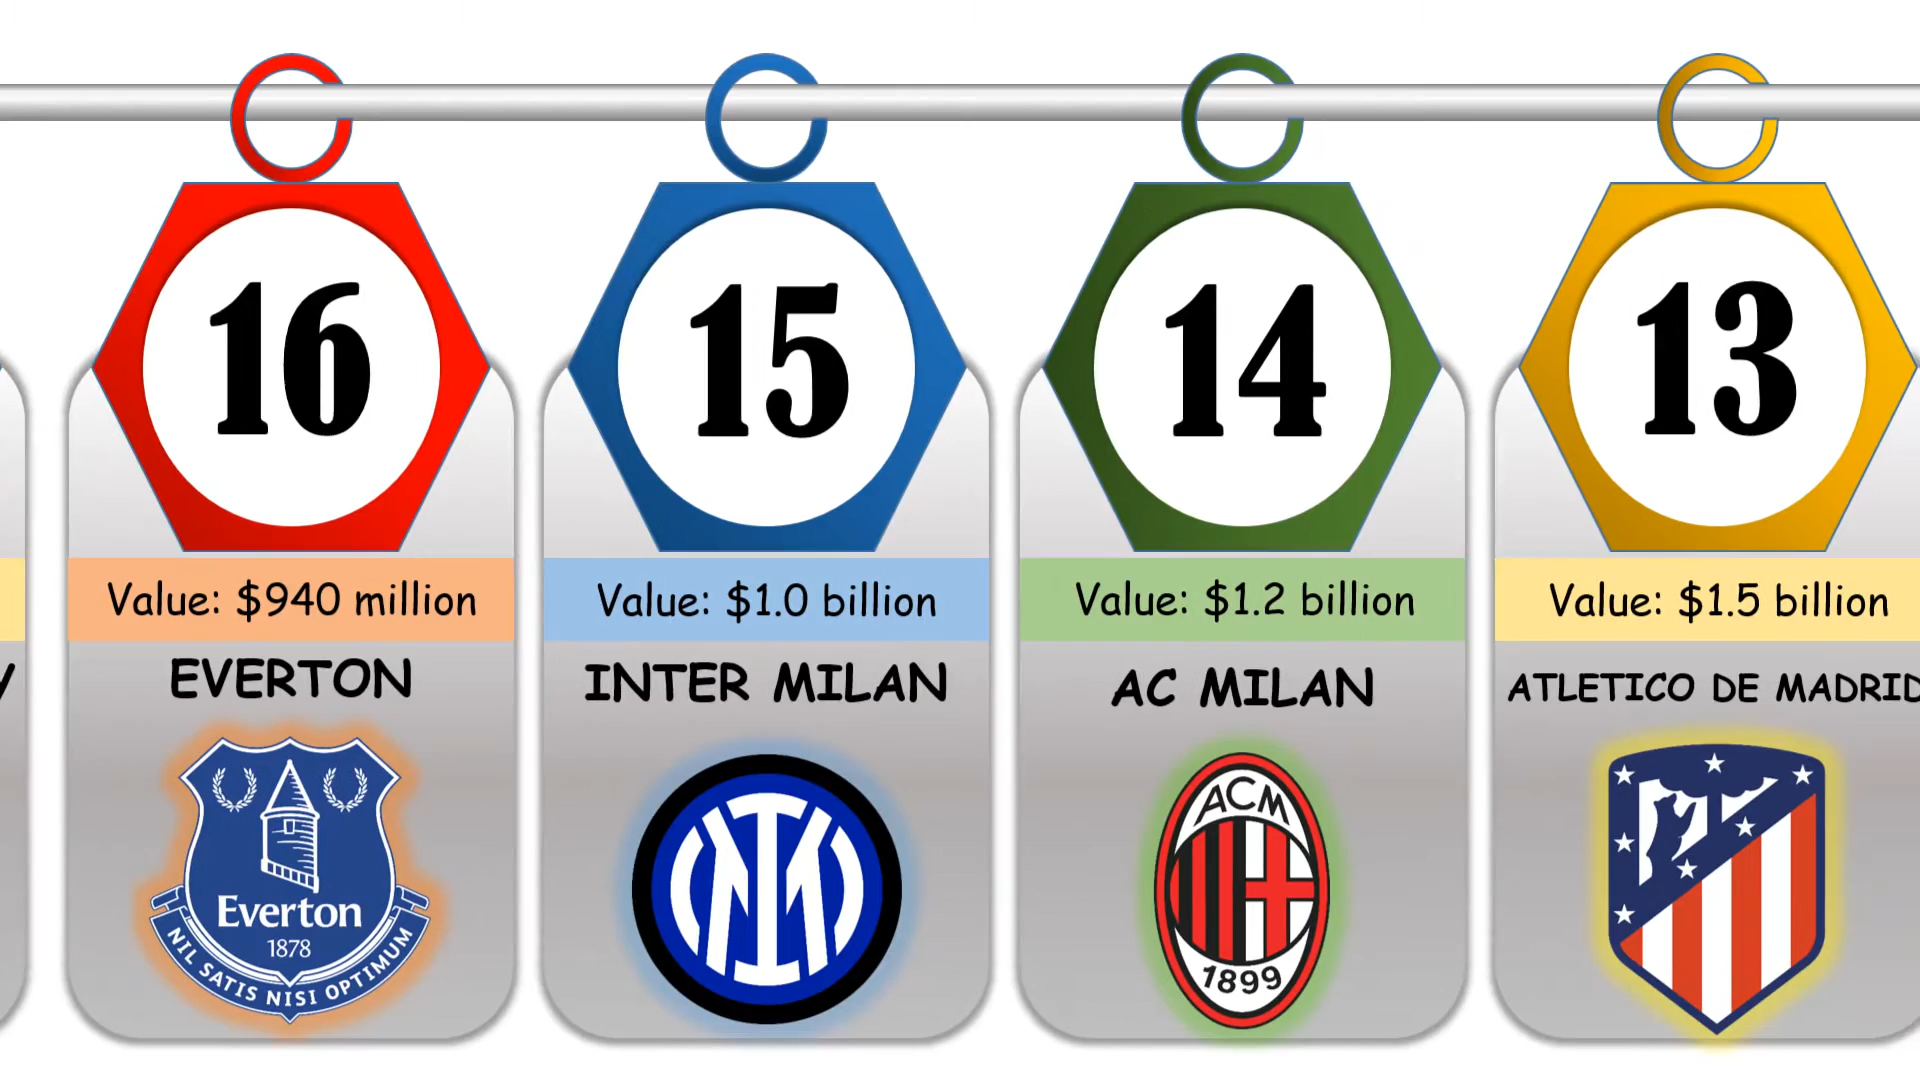 16
Value: $940 million
EVERTON
Everton
1878
NIL SATIS NISI OPTIMUM
15
Value: $1.0 billion
INTER MILAN
14
Value: $1.2 billion
AC MILAN
ACM
1899
13
Value: $1.5 billion
ATLETICO DE MADRID